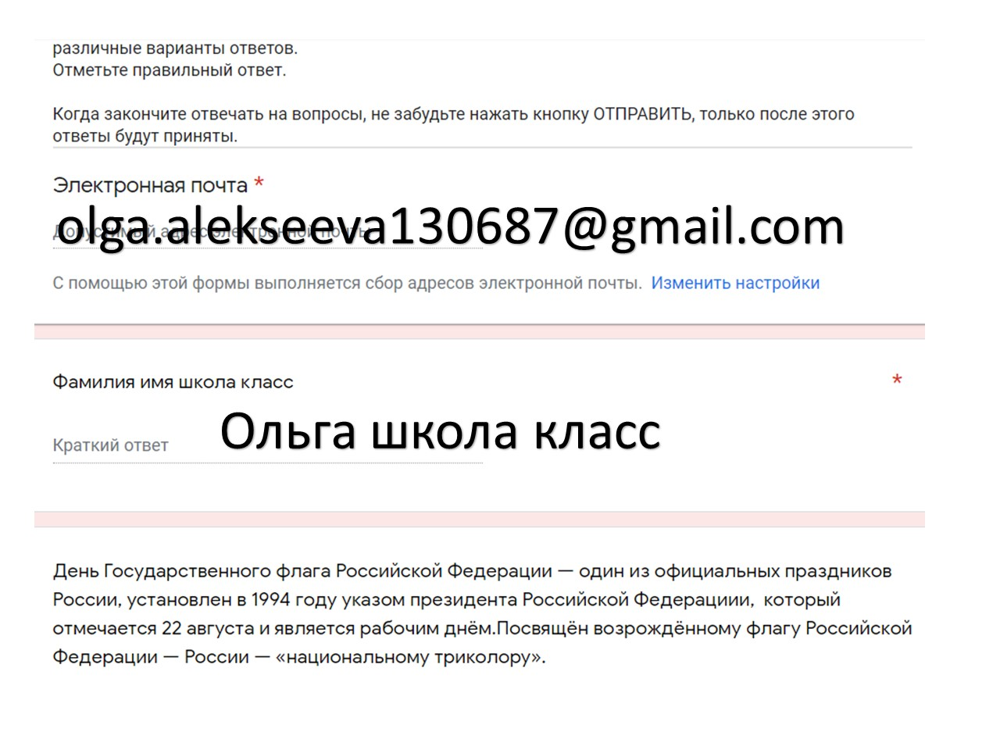 различные варианты ответов.
Отметьте правильный ответ.
Когда закончите отвечать на вопросы, не забудьте нажать кнопку ОТПРАВИТЬ, только после этого
ответы будут приняты.
Электронная почта *
olga.alekseeva130687@gmail.com
Допустимый адрес электронной почты
С помощью этой формы выполняется сбор адресов электронной почты. Изменить настройки
Фамилия имя школа класс *
Ольга школа класс
Краткий ответ
День Государственного флага Российской Федерации — один из официальных праздников
России, установлен в 1994 году указом президента Российской Федерациии, который
отмечается 22 августа и является рабочим днём.Посвящён возрождённому флагу Российской
Федерации — России — «национальному триколору».